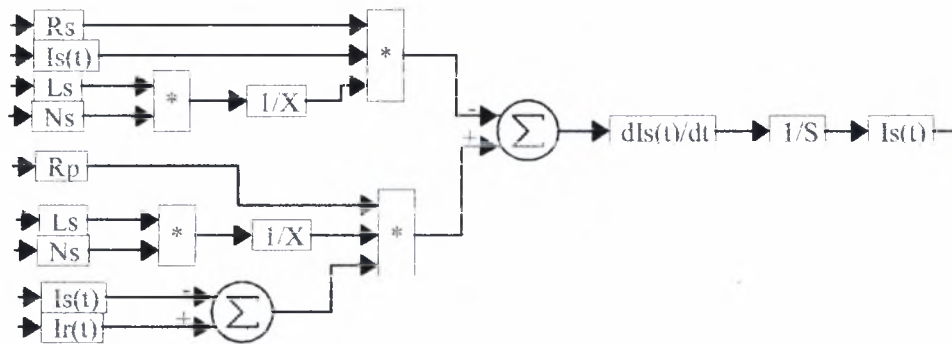 Rs
Is(t)
Ls
Ns
*
1/X
*
Rp
Ls
Ns
*
1/X
*
Is(t)
Ir(t)
-
+
Σ
-
+
Σ
dIs(t)/dt
1/S
Is(t)